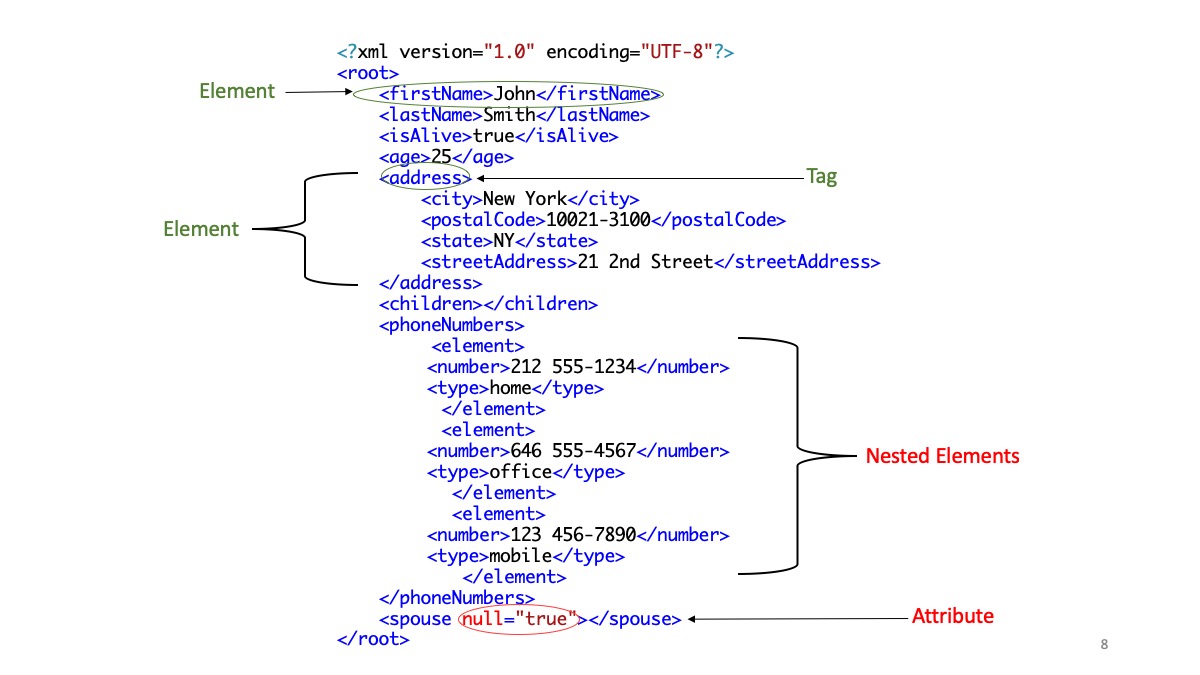 <?xml version="1.0" encoding="UTF-8"?>
<root>
Element
<firstName>John</firstName>
<lastName>Smith</lastName>
<isAlive>true</isAlive>
<age>25</age>
<address>
Tag
<city>New York</city>
<postalCode>10021-3100</postalCode>
Element
<state>NY</state>
<streetAddress>21 2nd Street</streetAddress>
</address>
<children></children>
<phoneNumbers>
<element>
<number>212 555-1234</number>
<type>home</type>
</element>
<element>
<number>646 555-4567</number>
Nested Elements
<type>office</type>
</element>
<element>
<number>123 456-7890</number>
<type>mobile</type>
</element>
</phoneNumbers>
<spouse null="true"></spouse>
Attribute
</root>
8